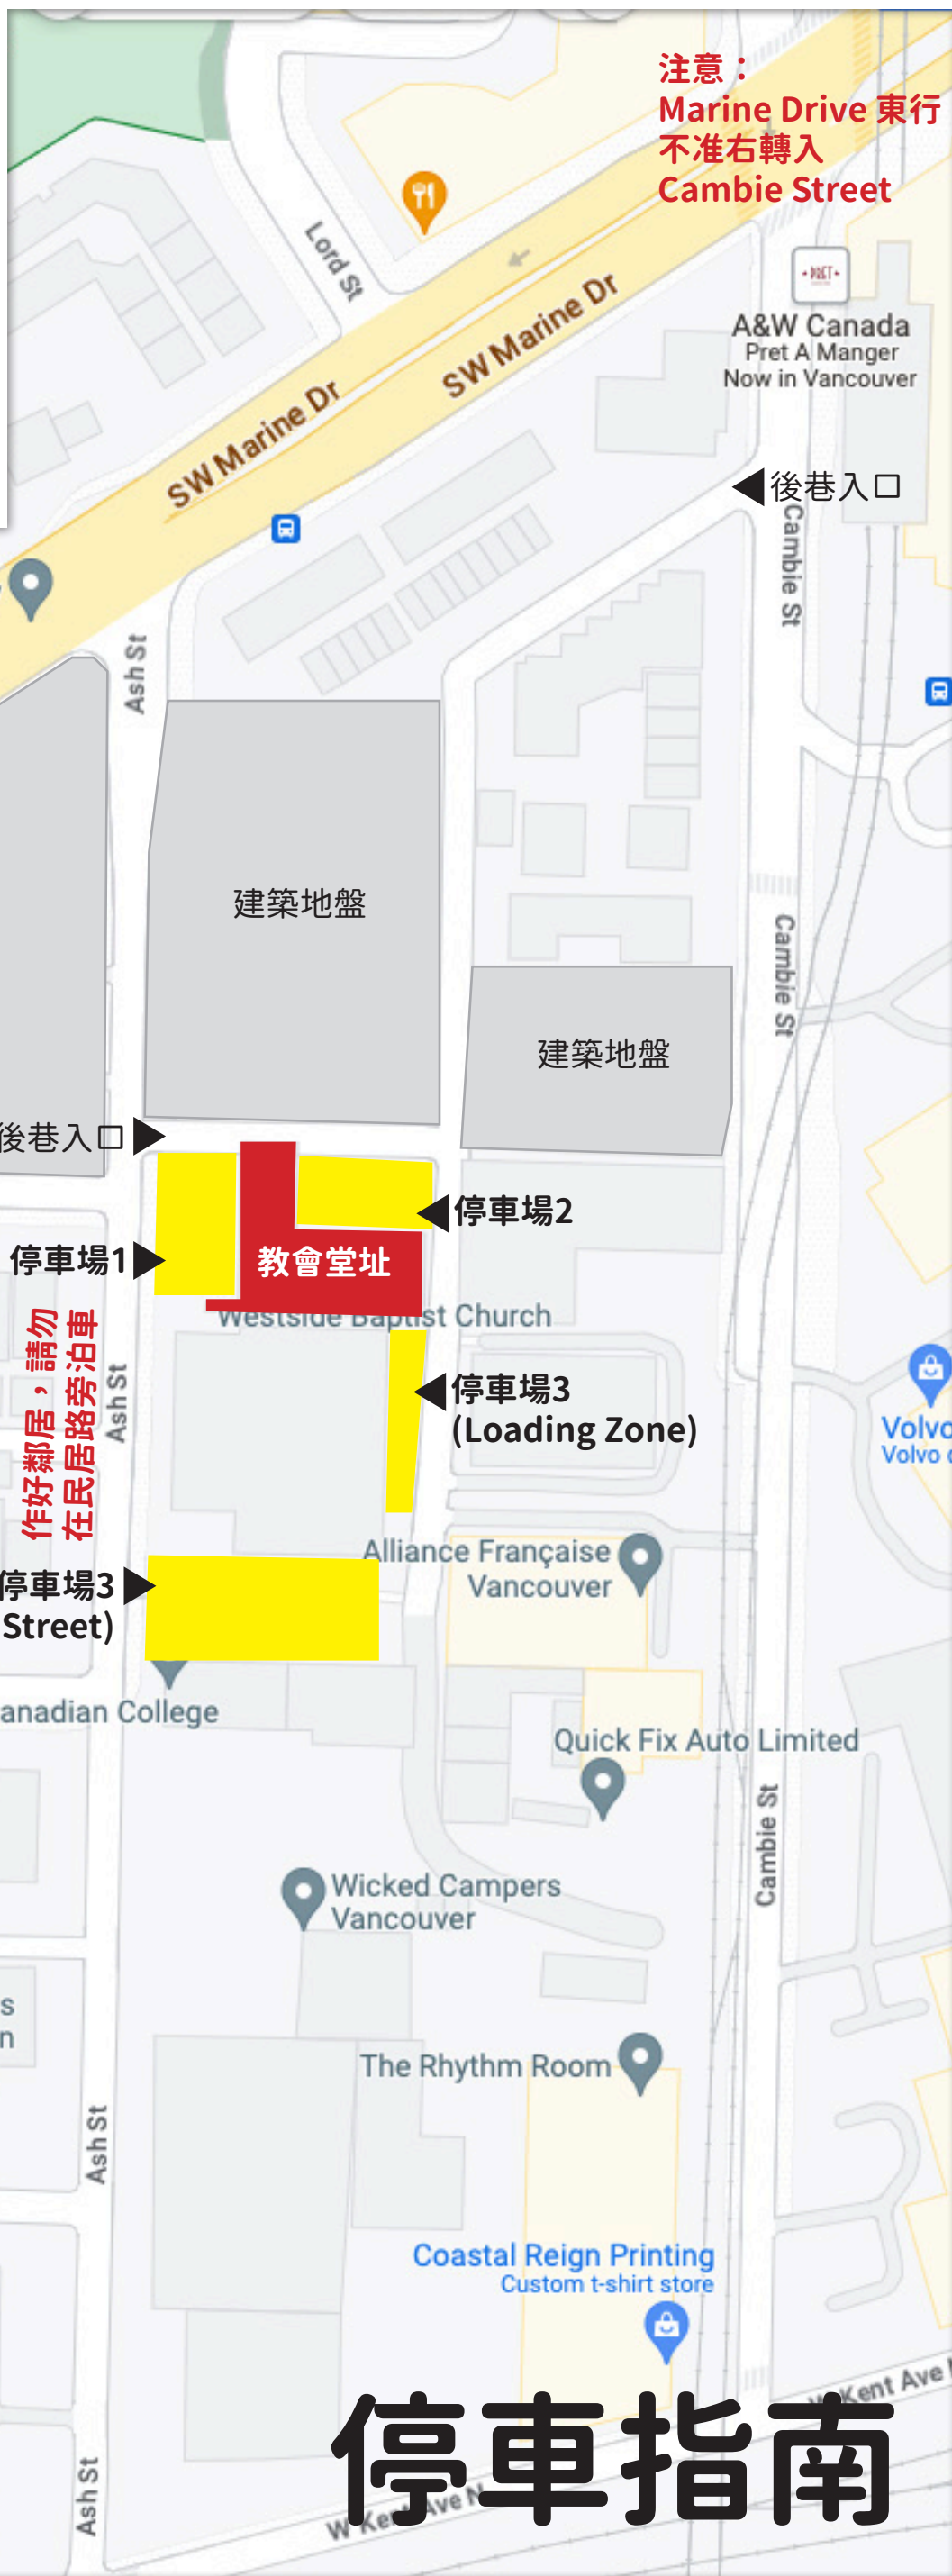 注意：
Marine Drive 東行
不准右轉入
Cambie Street
Lord St
A&W Canada
Pret A Manger
Now in Vancouver
SW Marine Dr
SW Marine Dr
後巷入口
Cambie St
Ash St
建築地盤
Cambie St
建築地盤
後巷入口
停車場2
停車場1
教會堂址
Westside Baptist Church
作好鄰居，請勿
在民居路旁泊車
Ash St
停車場3
(Loading Zone)
Volvo
Volvo
Alliance Française
Vancouver
停車場3
Street)
anadian College
Quick Fix Auto Limited
Cambie St
Wicked Campers
Vancouver
s
n
The Rhythm Room
Ash St
Coastal Reign Printing
Custom t-shirt store
W Kent Ave N
停車指南
Ash St
W Kent Ave N